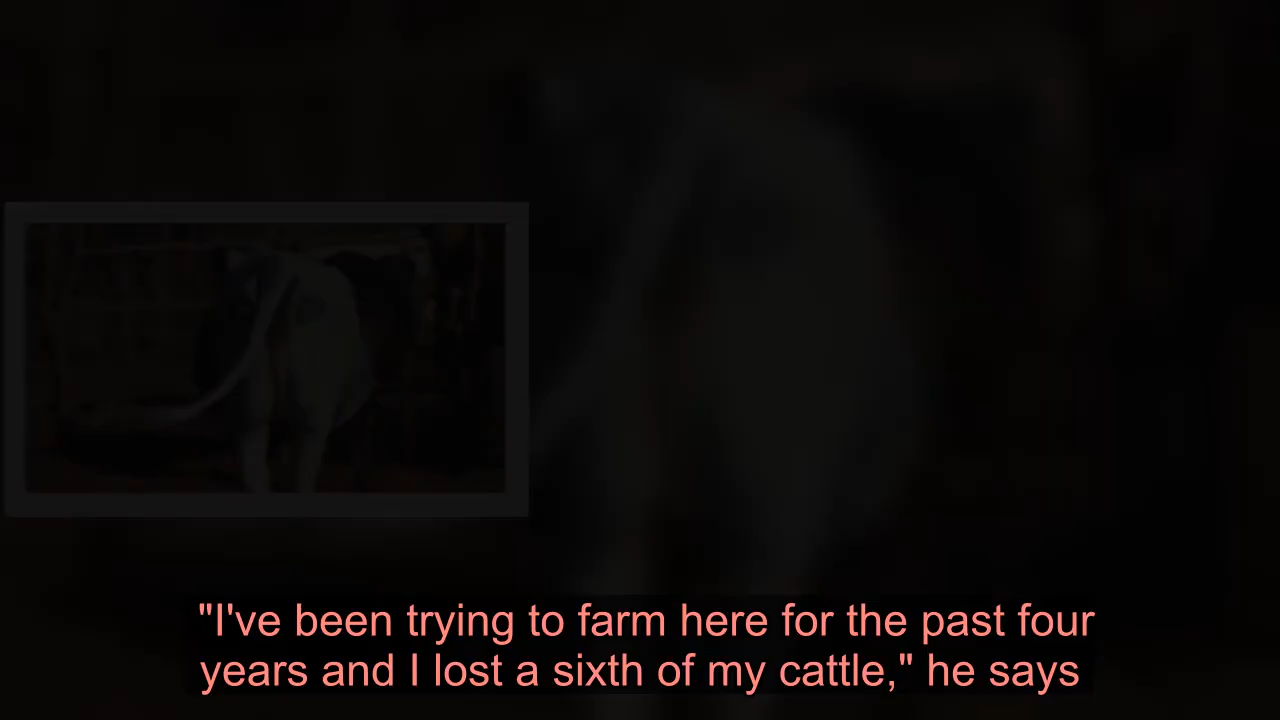 "I've been trying to farm here for the past four
years and I lost a sixth of my cattle," he says